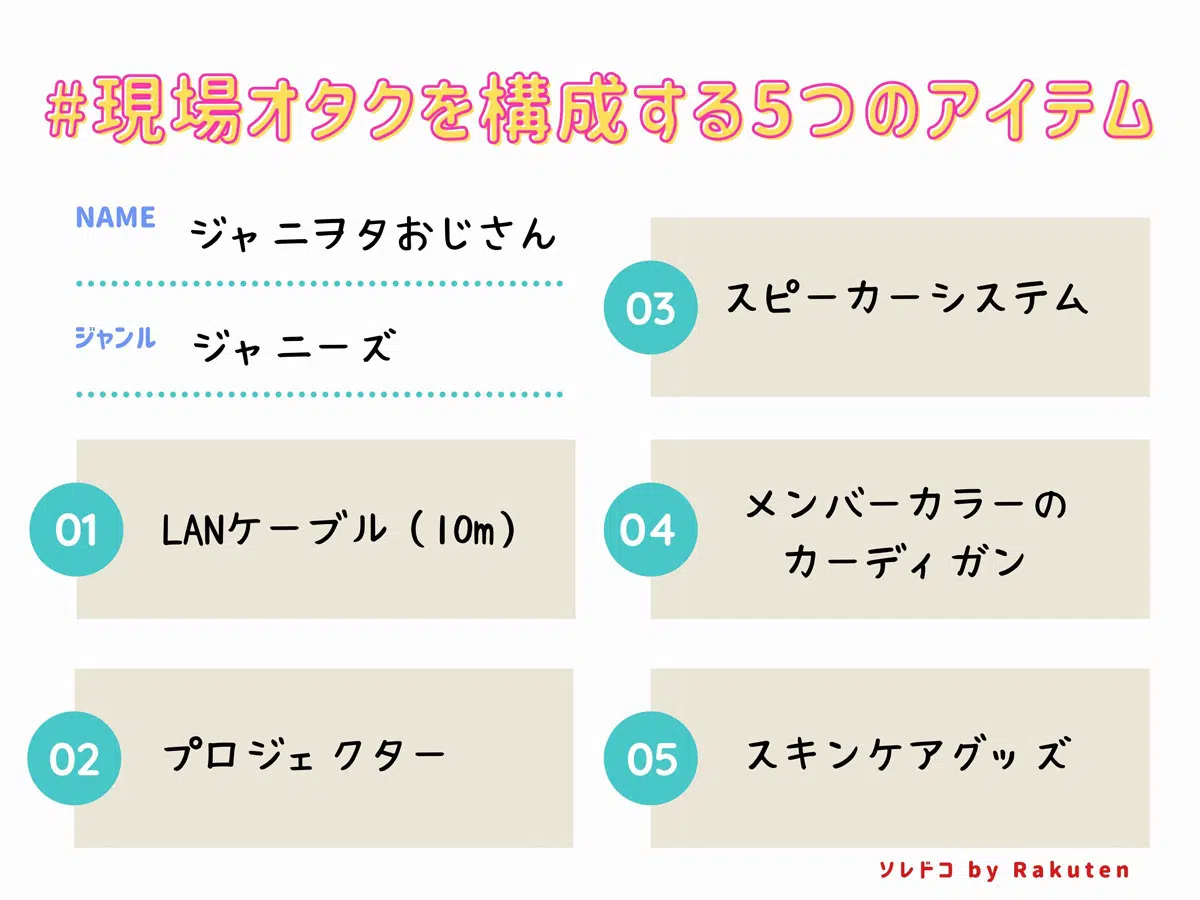 #現場オタクを構成する5つのアイテム
NAME ジャニヲタおじさん
ジャンル ジャニーズ
01 LANケーブル（10m）
02 プロジェクター
03 スピーカーシステム
04 メンバーカラーの
カーディガン
05 スキンケアグッズ
ソレドコ by Rakuten